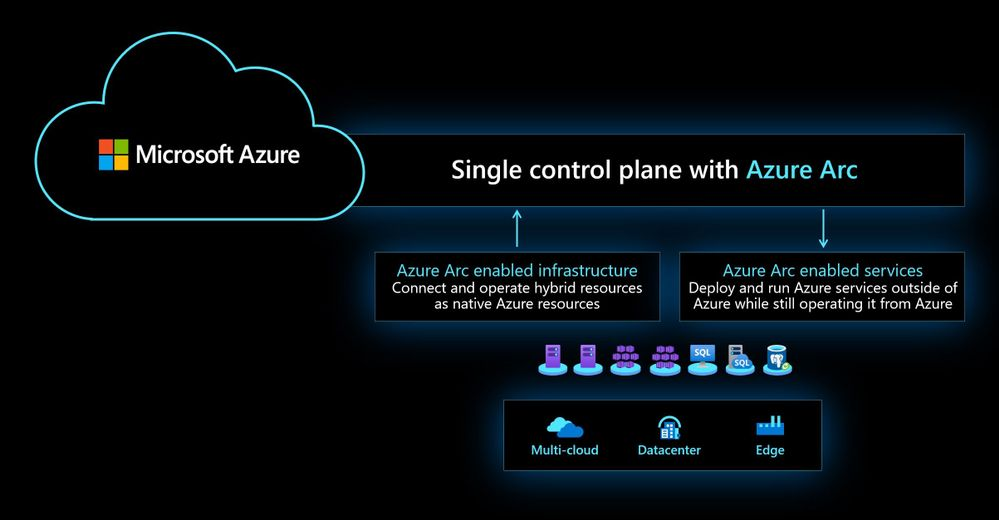 Microsoft Azure
Single control plane with Azure Arc
Azure Arc enabled infrastructure
Connect and operate hybrid resources
as native Azure resources
Azure Arc enabled services
Deploy and run Azure services outside of
Azure while still operating it from Azure
SQL
SQL
Multi-cloud
Datacenter
Edge